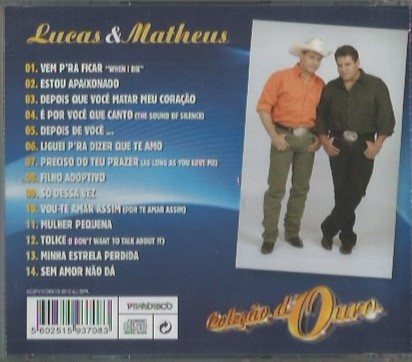 Lucas & Matheus
01. VEM P'RA FICAR "WHEN I DIE"
02. ESTOU APAIXONADO
03. DEPOIS QUE VOCÊ MATAR MEU CORAÇÃO
04. É POR VOCÊ QUE CANTO (THE SOUND OF SILENCE)
05. DEPOIS DE VOCÊ ...
06. LIGUEI P'RA DIZER QUE TE AMO
07. PRECISO DO TEU PRAZER (AS LONG AS YOU LOVE ME)
08. FILHO ADOPTIVO
09. SÓ DESSA VEZ
10. VOU-TE AMAR ASSIM (POR TE AMAR ASSIM)
11. MULHER PEQUENA
12. TOLICE (I DON'T WANT TO TALK ABOUT IT)
13. MINHA ESTRELA PERDIDA
14. SEM AMOR NÃO DÁ
5 602515 937083
VIVADISCO
Coleção d'Ouro